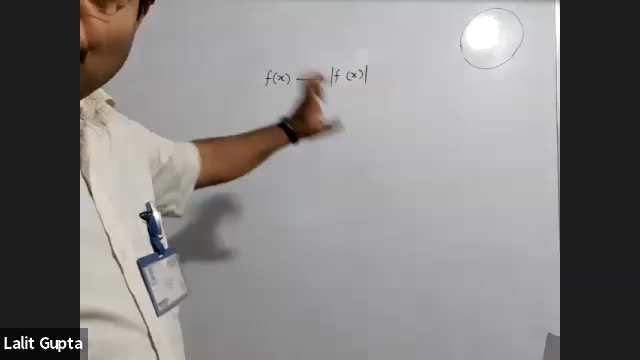 f(x) → |f(x)|
Lalit Gupta